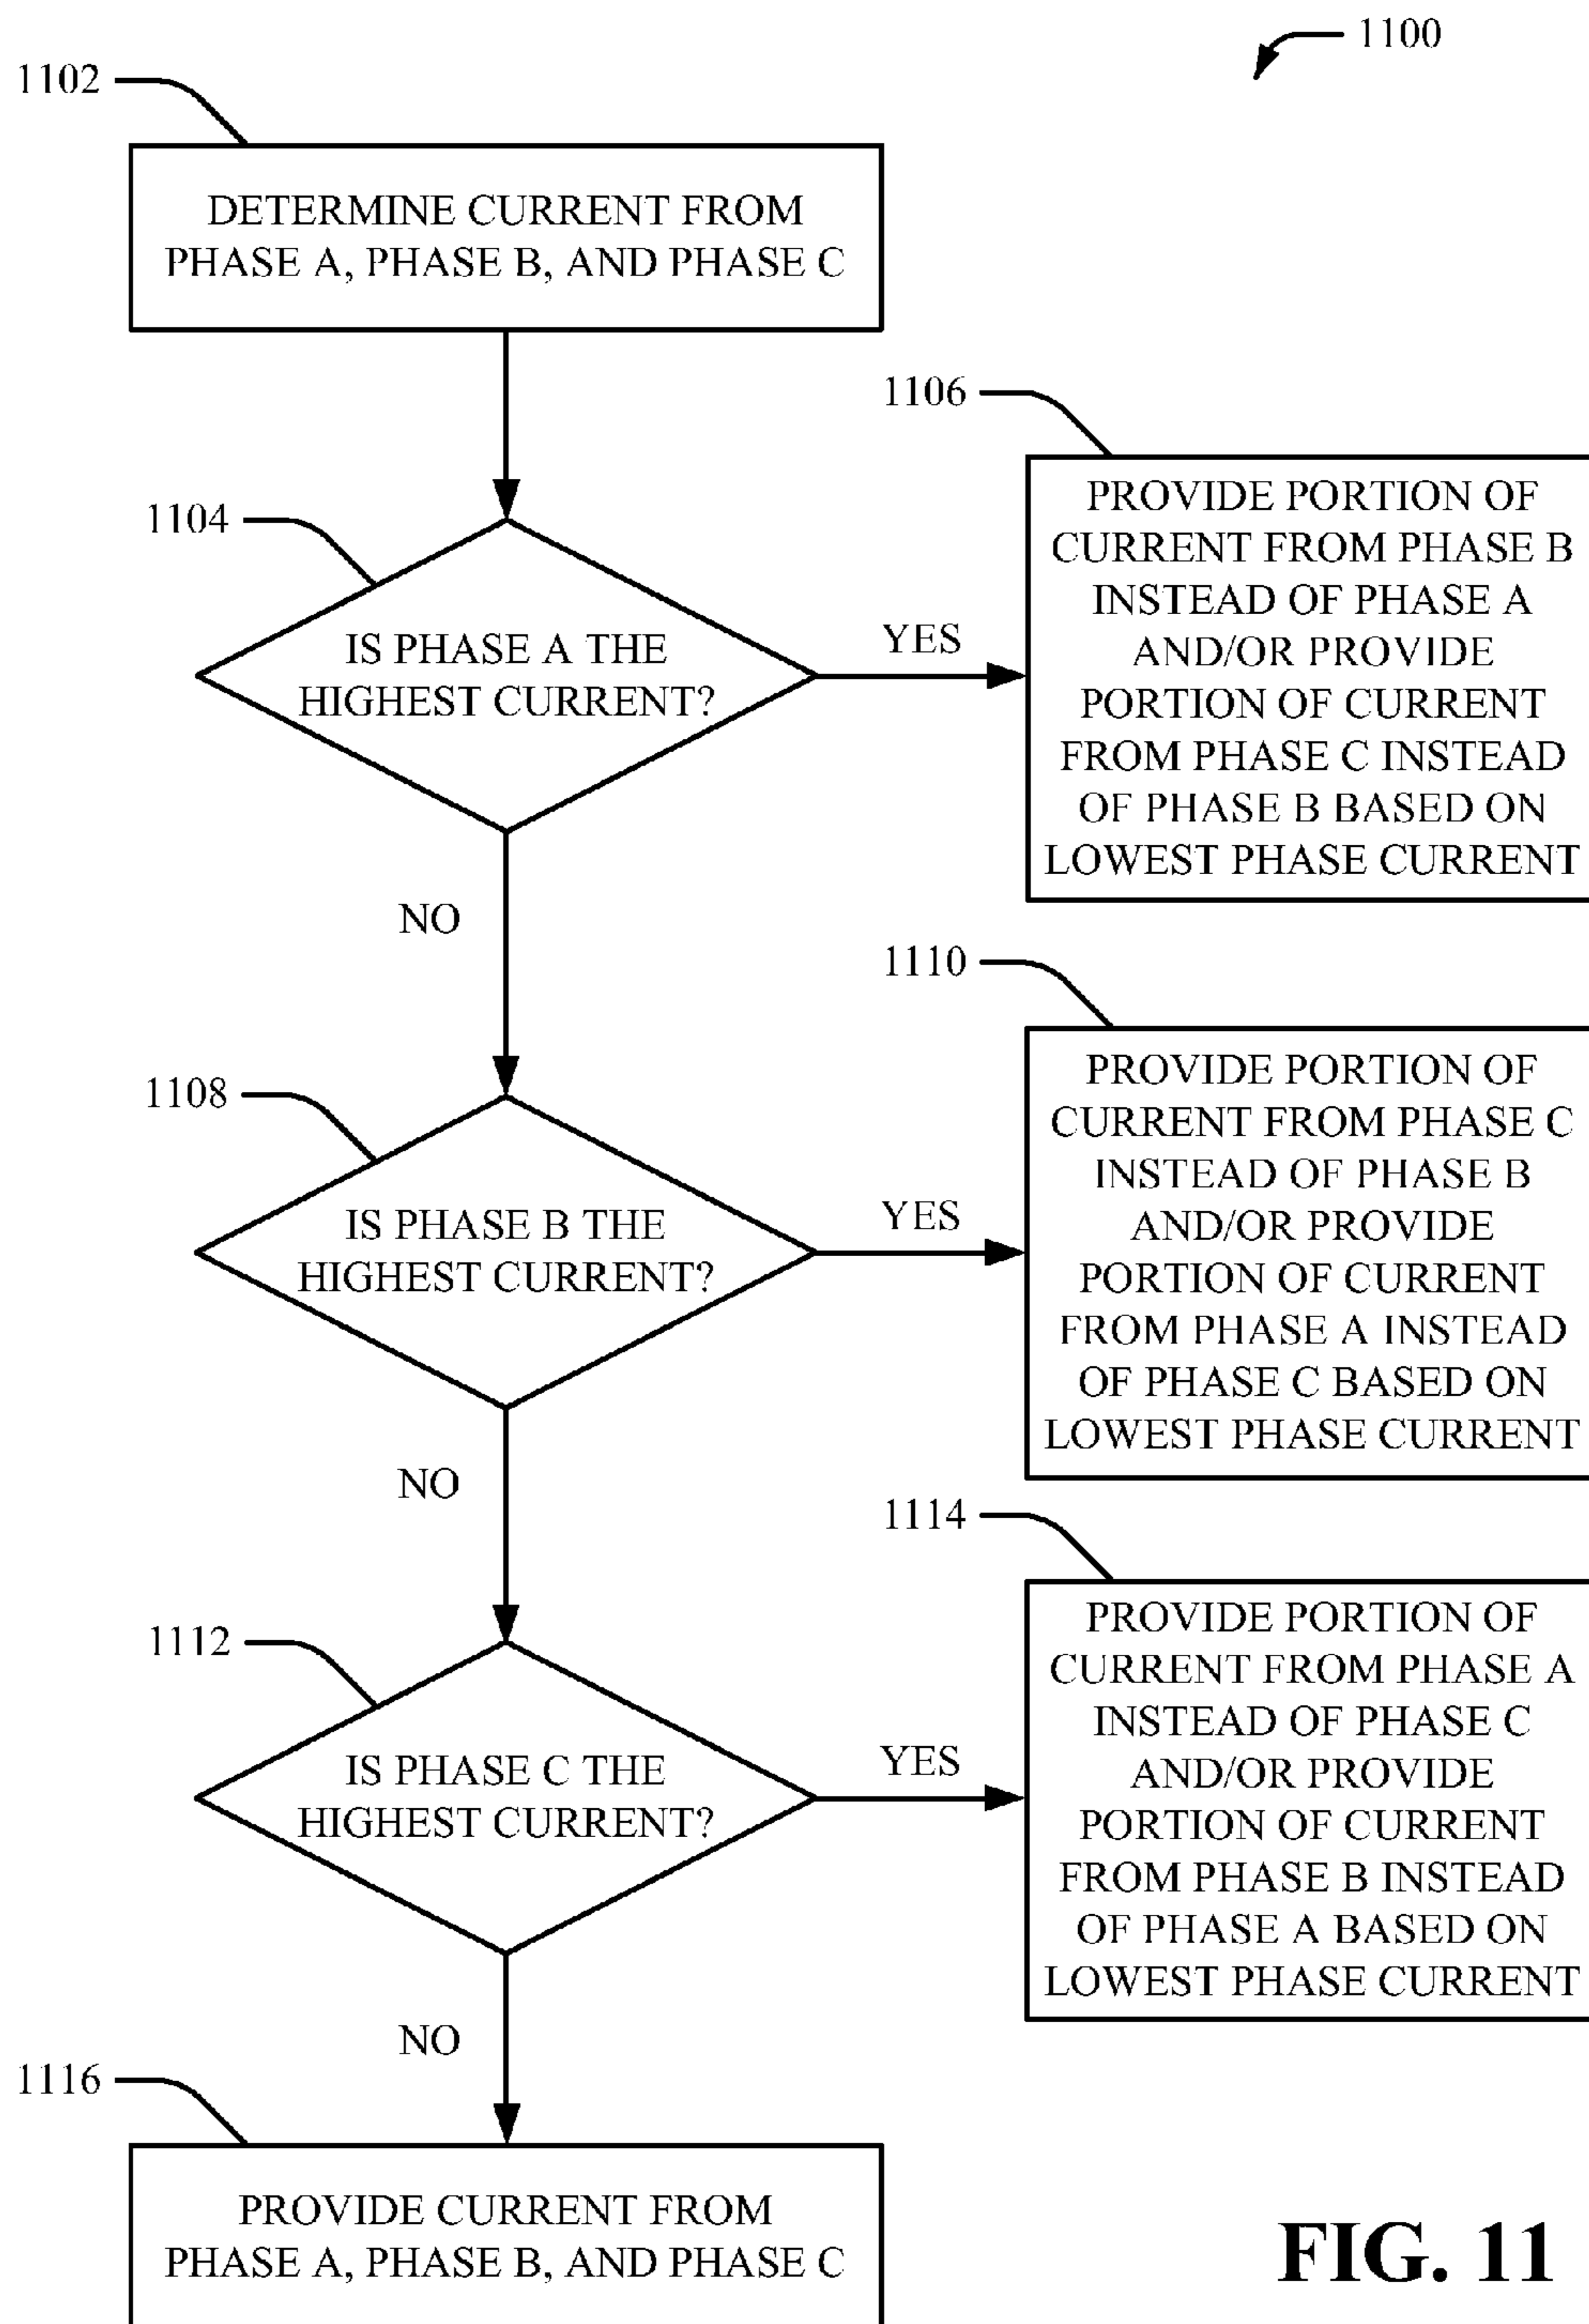 1100
1102
DETERMINE CURRENT FROM
PHASE A, PHASE B, AND PHASE C
1104
IS PHASE A THE
HIGHEST CURRENT?
YES
1106
PROVIDE PORTION OF
CURRENT FROM PHASE B
INSTEAD OF PHASE A
AND/OR PROVIDE
PORTION OF CURRENT
FROM PHASE C INSTEAD
OF PHASE B BASED ON
LOWEST PHASE CURRENT
NO
1108
IS PHASE B THE
HIGHEST CURRENT?
YES
1110
PROVIDE PORTION OF
CURRENT FROM PHASE C
INSTEAD OF PHASE B
AND/OR PROVIDE
PORTION OF CURRENT
FROM PHASE A INSTEAD
OF PHASE C BASED ON
LOWEST PHASE CURRENT
NO
1112
IS PHASE C THE
HIGHEST CURRENT?
YES
1114
PROVIDE PORTION OF
CURRENT FROM PHASE A
INSTEAD OF PHASE C
AND/OR PROVIDE
PORTION OF CURRENT
FROM PHASE B INSTEAD
OF PHASE A BASED ON
LOWEST PHASE CURRENT
NO
1116
PROVIDE CURRENT FROM
PHASE A, PHASE B, AND PHASE C
FIG. 11